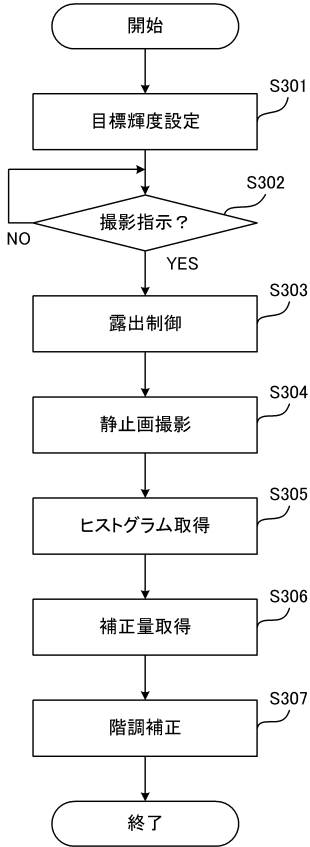 開始
S301
目標輝度設定
S302
撮影指示?
NO
YES
S303
露出制御
S304
静止画撮影
S305
ヒストグラム取得
S306
補正量取得
S307
階調補正
終了